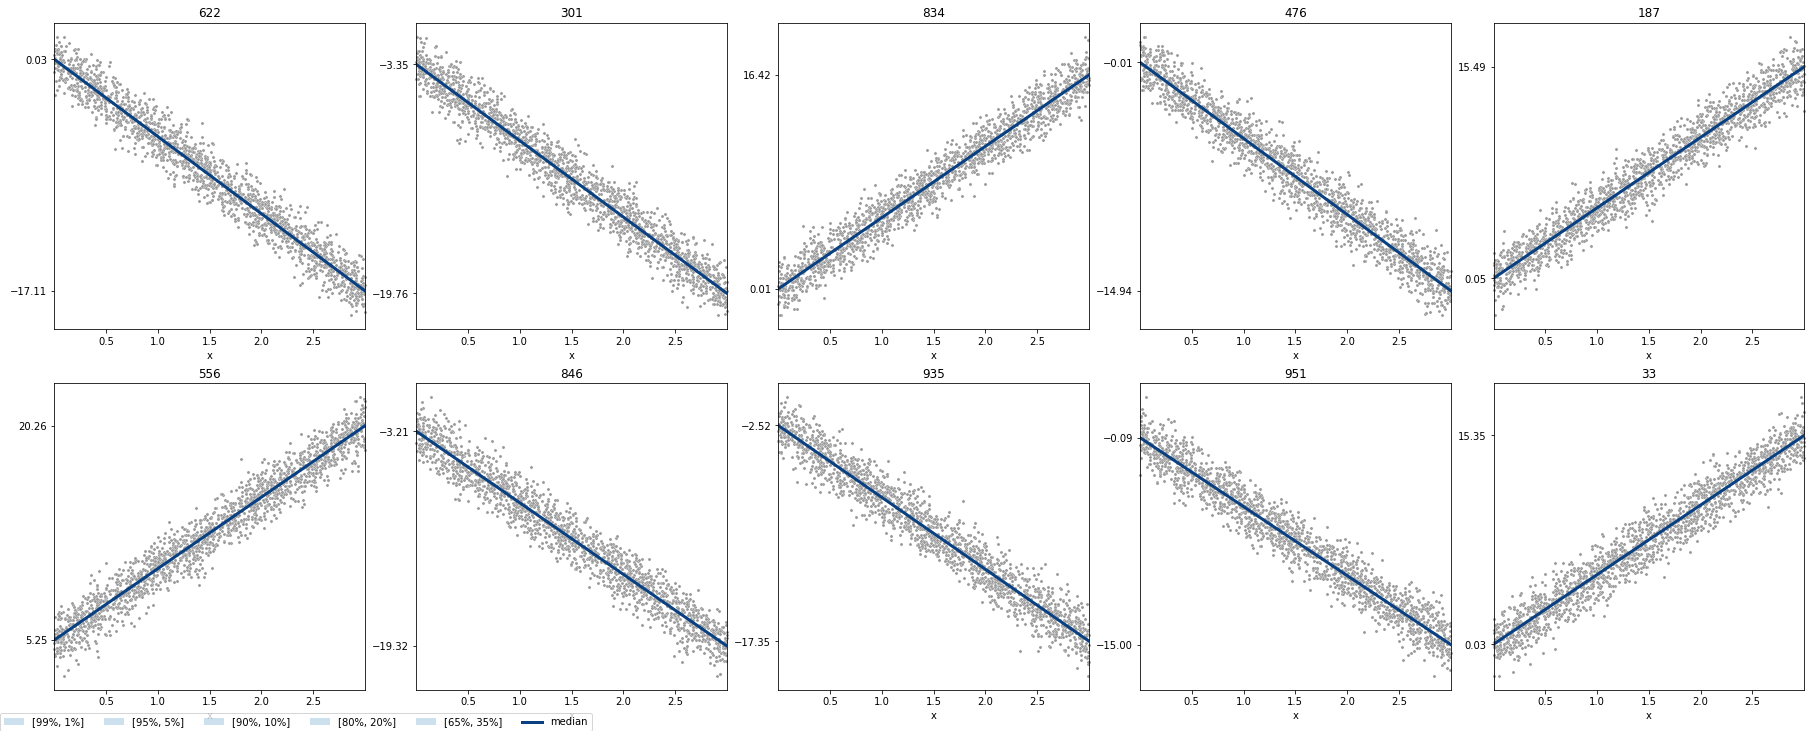 622
0.03
−17.11
0.5 1.0 1.5 2.0 2.5
x
301
−3.35
−19.76
0.5 1.0 1.5 2.0 2.5
x
834
16.42
0.01
0.5 1.0 1.5 2.0 2.5
x
476
−0.01
−14.94
0.5 1.0 1.5 2.0 2.5
x
187
15.49
0.05
0.5 1.0 1.5 2.0 2.5
x
556
20.26
5.25
0.5 1.0 1.5 2.0 2.5
x
846
−3.21
−19.32
0.5 1.0 1.5 2.0 2.5
x
935
−2.52
−17.35
0.5 1.0 1.5 2.0 2.5
x
951
−0.09
−15.00
0.5 1.0 1.5 2.0 2.5
x
33
15.35
0.03
0.5 1.0 1.5 2.0 2.5
x
[99%, 1%] [95%, 5%] [90%, 10%] [80%, 20%] [65%, 35%] median